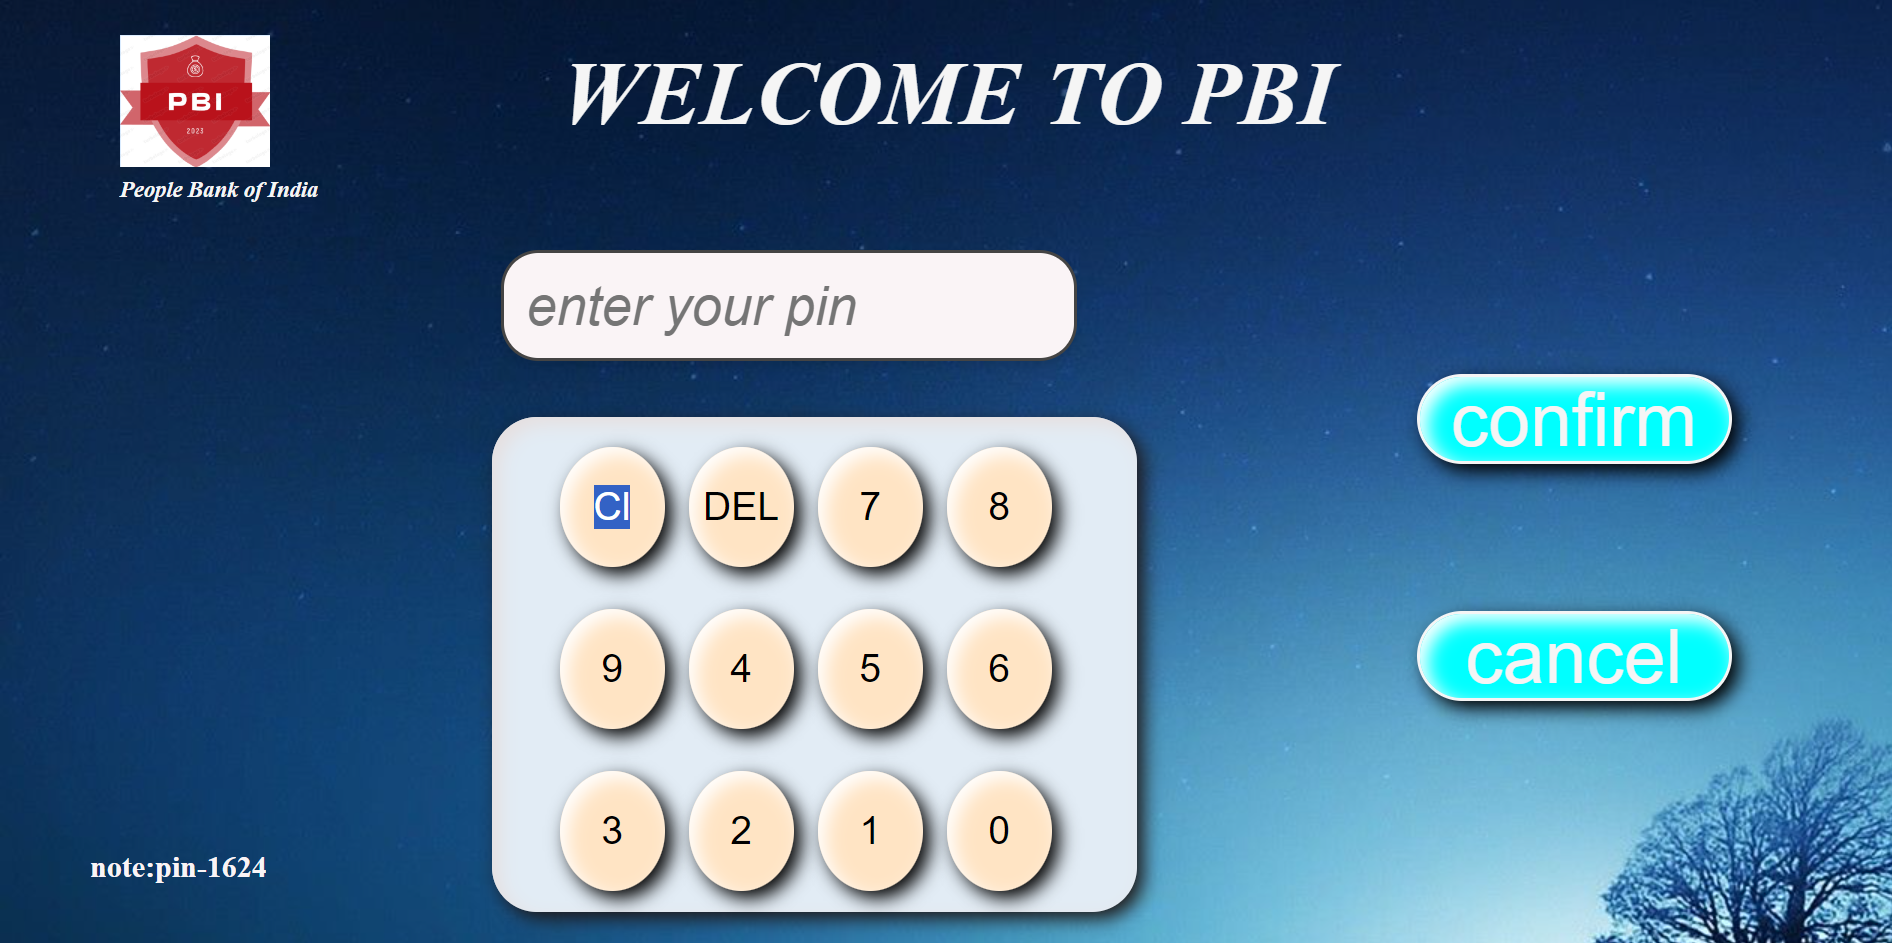 PBI
2023
People Bank of India
WELCOME TO PBI
enter your pin
confirm
Cl DEL 7 8
cancel
9 4 5 6
3 2 1 0
note:pin-1624